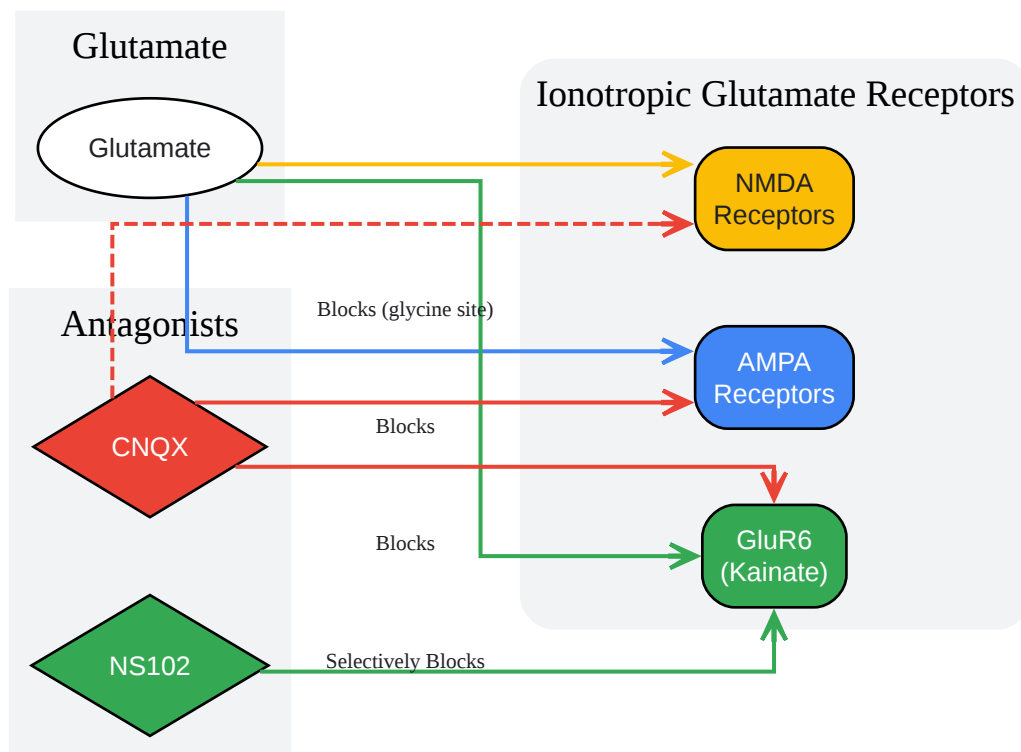 Glutamate
Glutamate
Ionotropic Glutamate Receptors
NMDA
Receptors
Blocks (glycine site)
Antagonists
AMPA
Receptors
Blocks
CNQX
Blocks
GluR6
(Kainate)
NS102
Selectively Blocks